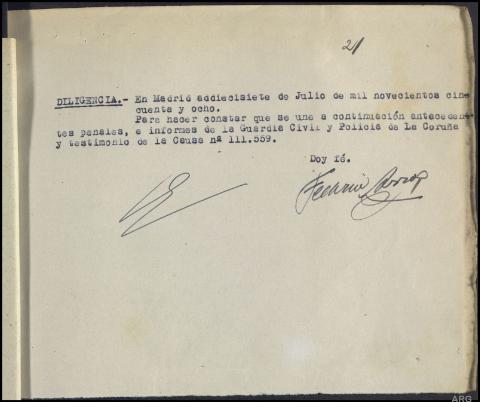 21
DILIGENCIA.- En Madrid a diecisiete de Julio de mil novecientos cin-
cuenta y ocho.
Para hacer constar que se une a continuación anteceden-
tes penales, e informes de la Guardia Civil y Policia de La Coruña
y testimonio de la Causa nº 111.559.
Doy fé.
ARG